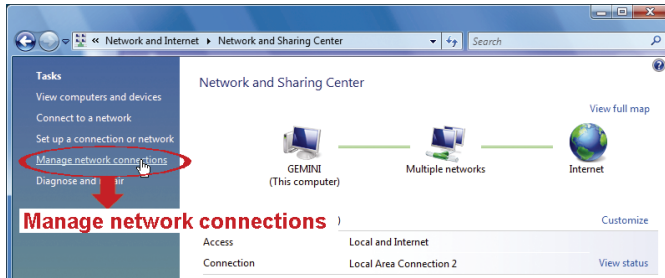 « Network and Internet ▸ Network and Sharing Center
Search
Tasks
View computers and devices
Connect to a network
Set up a connection or network
Manage network connections
Diagnose and
Manage network connections
Network and Sharing Center
View full map
GEMINI
(This computer)
Multiple networks
Internet
)
Customize
Access
Local and Internet
Connection
Local Area Connection 2
View status